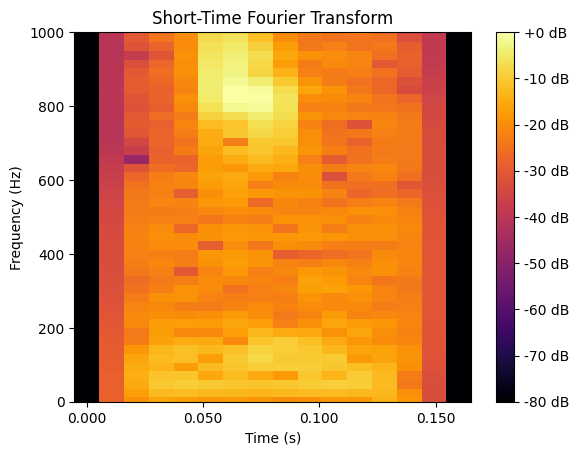 Short-Time Fourier Transform
1000
800
600
400
200
0
Frequency (Hz)
0.000
0.050
0.100
0.150
Time (s)
+0 dB
-10 dB
-20 dB
-30 dB
-40 dB
-50 dB
-60 dB
-70 dB
-80 dB